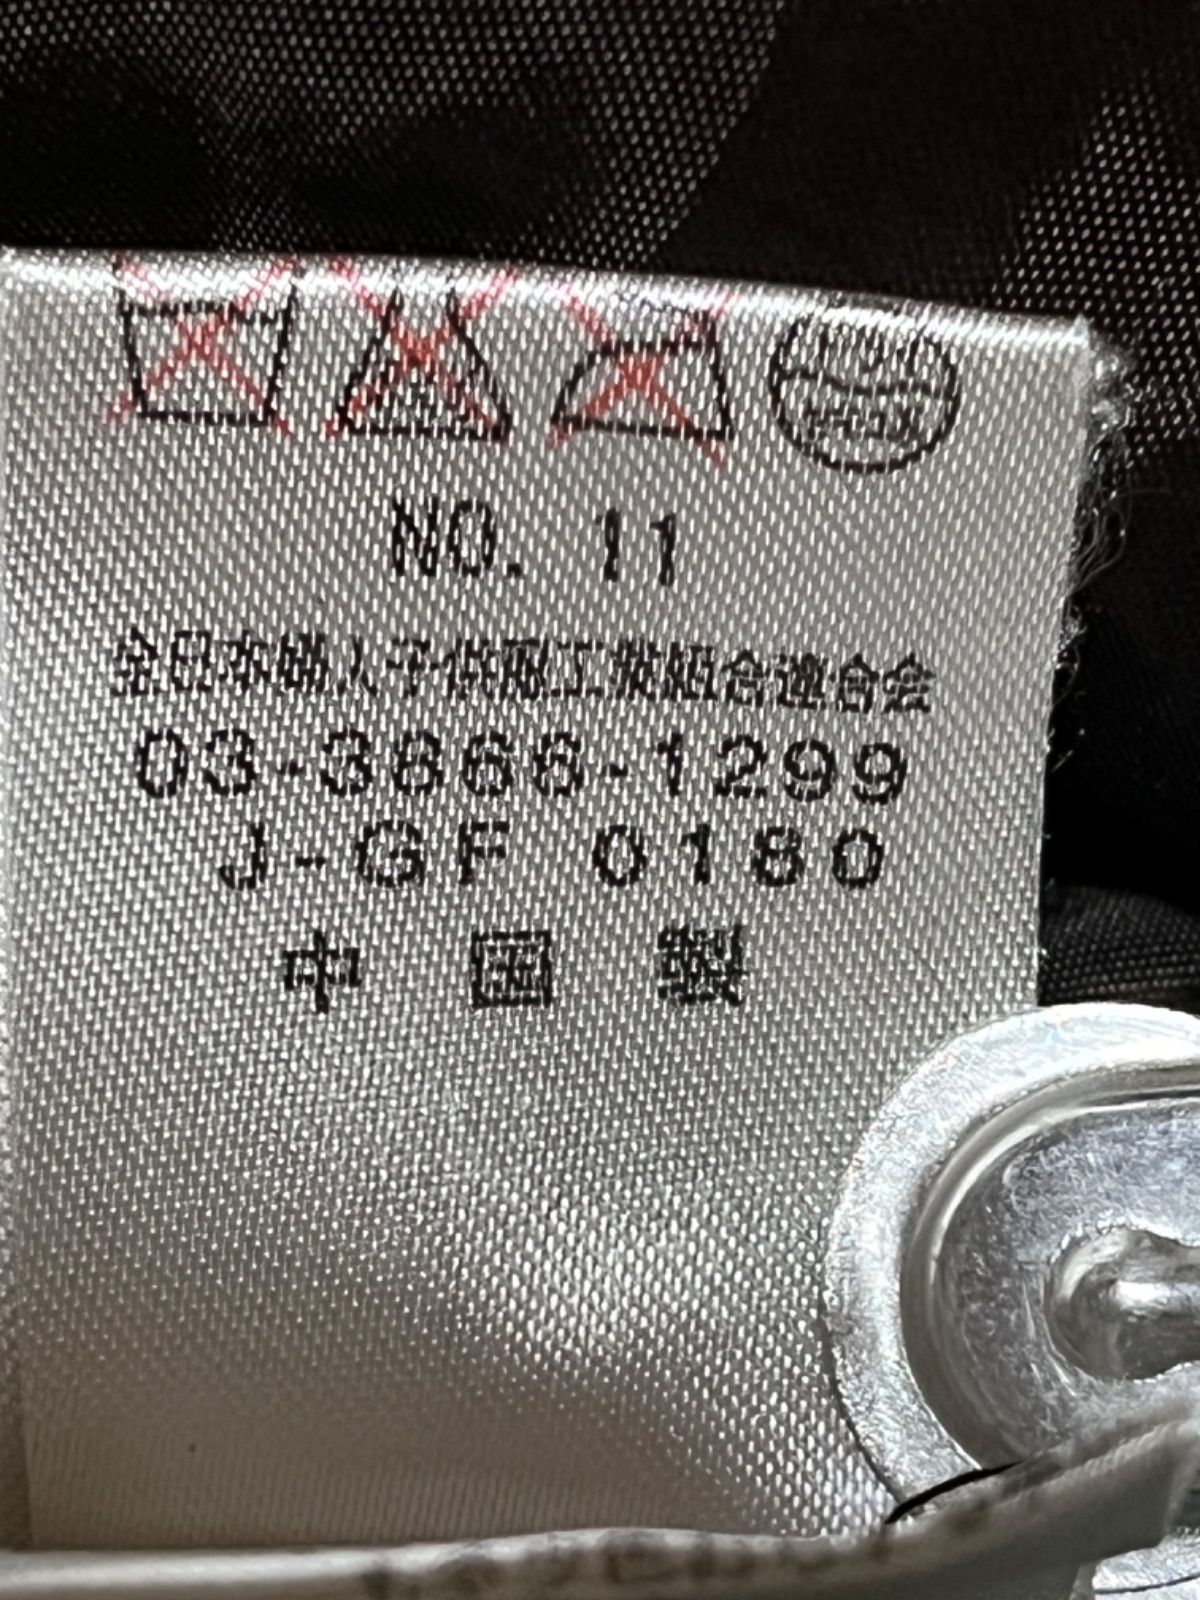 NO. 11
全日本婦人子供服工業組合連合会
03-3866-1299
J-GF 0180
中国製